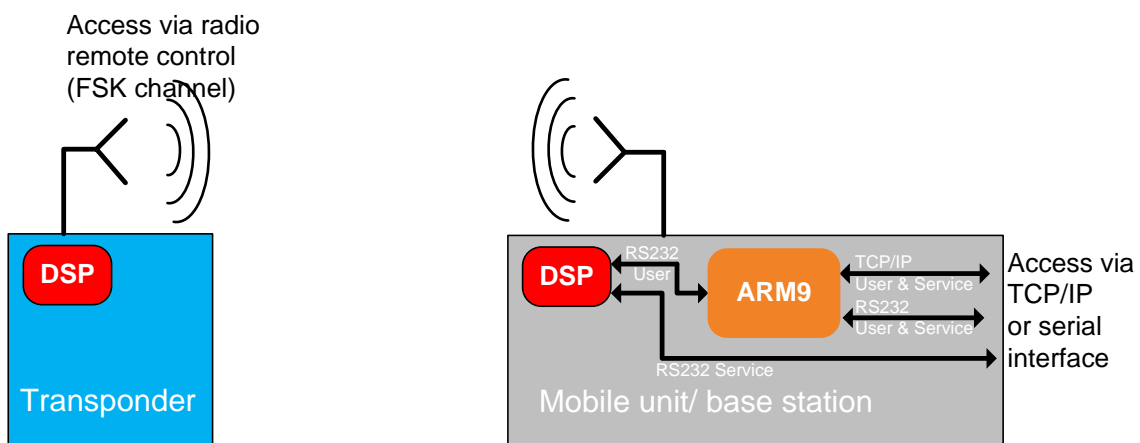 Access via radio
remote control
(FSK channel)
DSP
Transponder
DSP
RS232
User
ARM9
TCP/IP
User & Service
RS232
User & Service
RS232 Service
Mobile unit/ base station
Access via
TCP/IP
or serial
interface